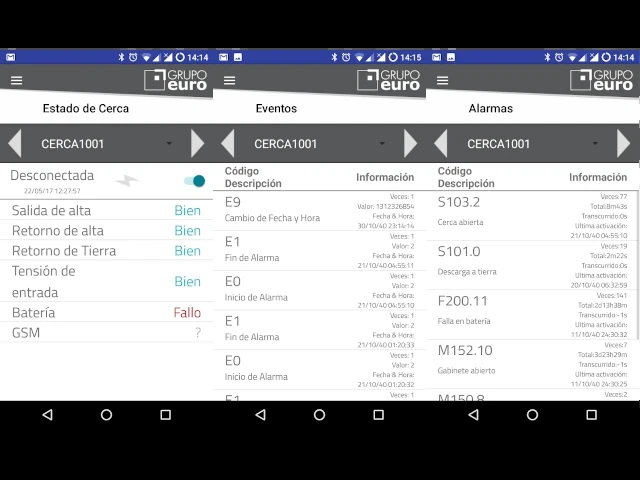 14:14
GRUPO
euro
Estado de Cerca
CERCA1001
Desconectada
22/05/17 12:27:57
Salida de alta Bien
Retorno de alta Bien
Retorno de Tierra Bien
Tensión de
entrada Bien
Batería Fallo
GSM ?
14:15
GRUPO
euro
Eventos
CERCA1001
Código
Descripción Información
E9
Cambio de Fecha y Hora
Veces: 1
Valor: 1312326854
Fecha & Hora:
30/10/40 23:14:14
E1
Fin de Alarma
Veces: 1
Valor: 2
Fecha & Hora:
21/10/40 04:55:11
E0
Inicio de Alarma
Veces: 1
Valor: 2
Fecha & Hora:
21/10/40 04:55:10
E1
Fin de Alarma
Veces: 1
Valor: 2
Fecha & Hora:
21/10/40 01:20:33
E0
Inicio de Alarma
Veces: 1
Valor: 2
Fecha & Hora:
21/10/40 01:20:32
E1
Veces: 1
14:14
GRUPO
euro
Alarmas
CERCA1001
Código
Descripción Información
S103.2
Cerca abierta
Veces:77
Total:8m43s
Transcurrido:0s
Ultima activación:
21/10/40 04:55:10
S101.0
Descarga a tierra
Veces:19
Total:2m22s
Transcurrido:0s
Ultima activación:
20/10/40 06:32:59
F200.11
Falla en batería
Veces:141
Total:2d13h38m
Transcurrido:~1s
Ultima activación:
11/10/40 24:30:32
M152.10
Gabinete abierto
Veces:7
Total:3d23h29m
Transcurrido:~1s
Ultima activación:
11/10/40 24:30:25
M150.8
Veces:2